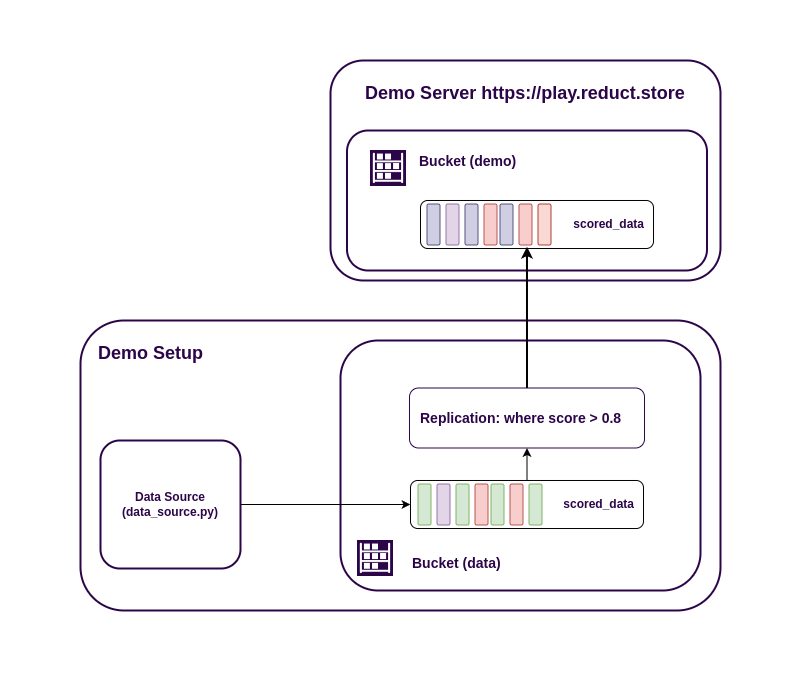 Demo Server https://play.reduct.store
Bucket (demo)
scored_data
Demo Setup
Replication: where score > 0.8
Data Source
(data_source.py)
scored_data
Bucket (data)